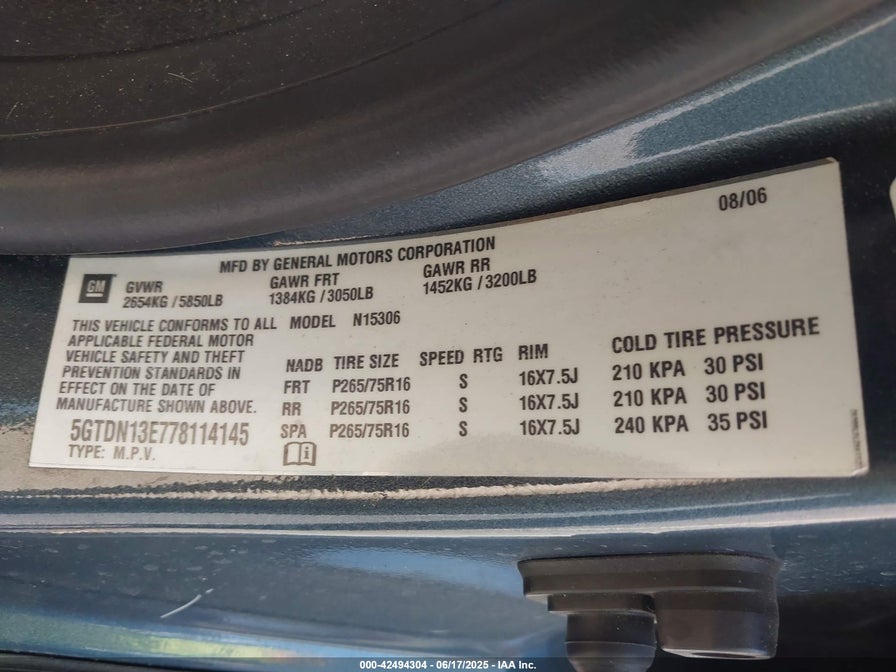 08/06
MFD BY GENERAL MOTORS CORPORATION
GM
GVWR GAWR FRT GAWR RR
2654KG / 5850LB 1384KG / 3050LB 1452KG / 3200LB
THIS VEHICLE CONFORMS TO ALL MODEL N15306
APPLICABLE FEDERAL MOTOR
VEHICLE SAFETY AND THEFT
PREVENTION STANDARDS IN
EFFECT ON THE DATE OF
MANUFACTURE SHOWN ABOVE.
5GTDN13E778114145
TYPE: M.P.V.
NADB TIRE SIZE SPEED RTG RIM COLD TIRE PRESSURE
FRT P265/75R16 S 16X7.5J 210 KPA 30 PSI
RR P265/75R16 S 16X7.5J 210 KPA 30 PSI
SPA P265/75R16 S 16X7.5J 240 KPA 35 PSI
000-42494304 - 06/17/2025 - IAA Inc.